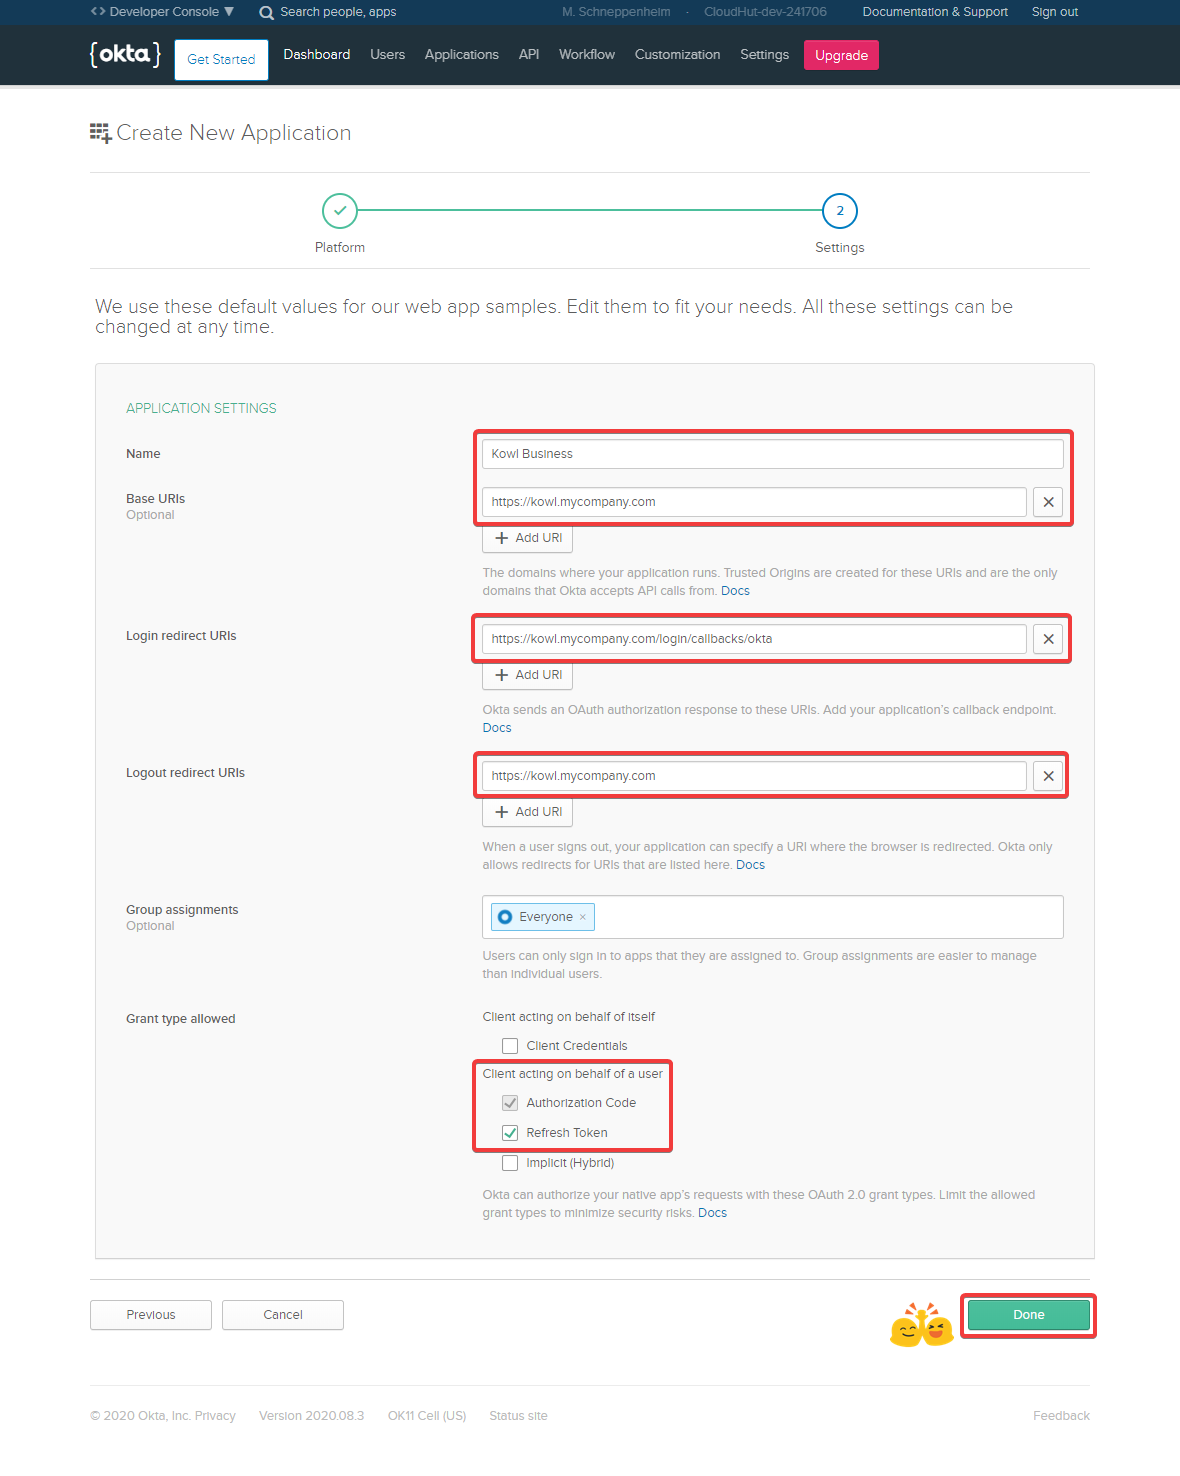 Developer Console
Search people, apps
M. Schneppenheim · CloudHut-dev-241706
Documentation & Support
Sign out
{okta}
Get Started
Dashboard
Users
Applications
API
Workflow
Customization
Settings
Upgrade
Create New Application
2
Platform
Settings
We use these default values for our web app samples. Edit them to fit your needs. All these settings can be
changed at any time.
APPLICATION SETTINGS
Name
Kowl Business
Base URIs
Optional
https://kowl.mycompany.com
+ Add URI
The domains where your application runs. Trusted Origins are created for these URIs and are the only
domains that Okta accepts API calls from. Docs
Login redirect URIs
https://kowl.mycompany.com/login/callbacks/okta
+ Add URI
Okta sends an OAuth authorization response to these URIs. Add your application's callback endpoint.
Docs
Logout redirect URIs
https://kowl.mycompany.com
+ Add URI
When a user signs out, your application can specify a URI where the browser is redirected. Okta only
allows redirects for URIs that are listed here. Docs
Group assignments
Optional
Everyone ×
Users can only sign in to apps that they are assigned to. Group assignments are easier to manage
than individual users.
Grant type allowed
Client acting on behalf of itself
Client Credentials
Client acting on behalf of a user
Authorization Code
Refresh Token
Implicit (Hybrid)
Okta can authorize your native app's requests with these OAuth 2.0 grant types. Limit the allowed
grant types to minimize security risks. Docs
Previous
Cancel
Done
© 2020 Okta, Inc. Privacy
Version 2020.08.3
OK11 Cell (US)
Status site
Feedback